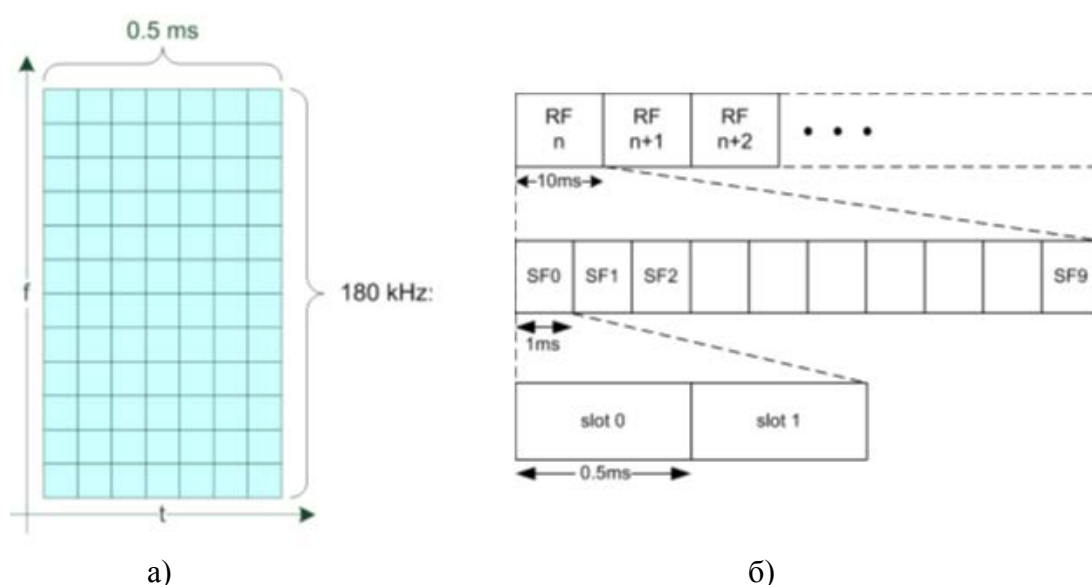 0.5 ms
f
180 kHz:
t
а)
RF
n
RF
n+1
RF
n+2
• • •
10ms
SF0
SF1
SF2
SF9
1ms
slot 0
slot 1
0.5ms
б)